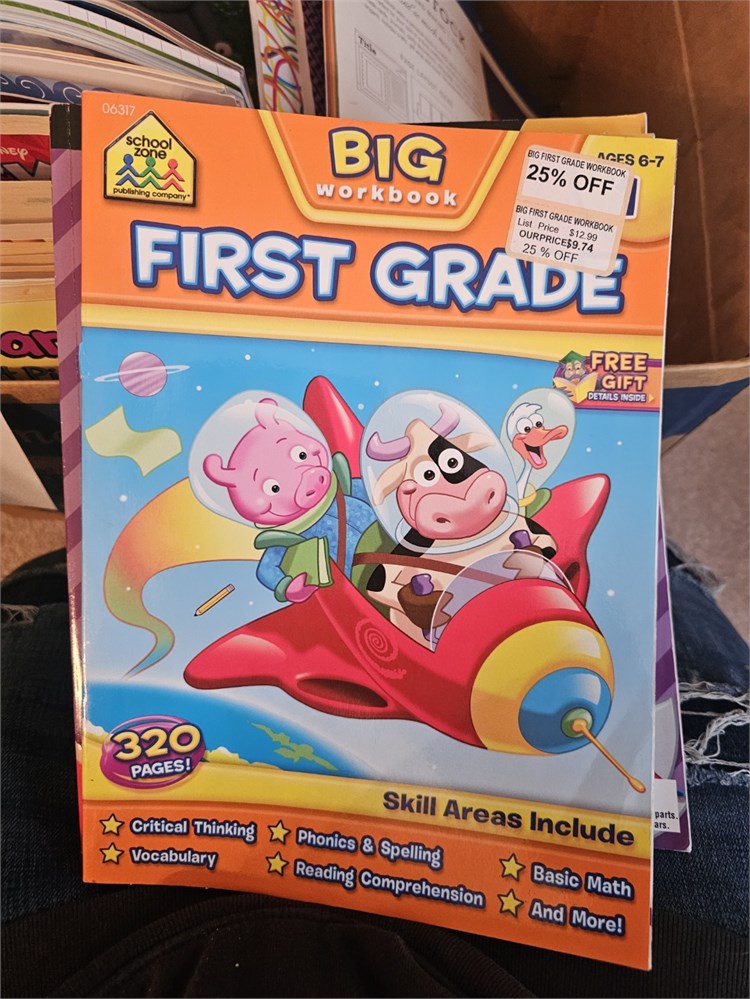 06317
school
zone
publishing company
BIG
workbook
AGES 6-7
BIG FIRST GRADE WORKBOOK
25% OFF
BIG FIRST GRADE WORKBOOK
List Price $12.99
OURPRICE$9.74
25 % OFF
FIRST GRADE
FREE
GIFT
DETAILS INSIDE
320
PAGES!
Skill Areas Include
Critical Thinking
Vocabulary
Phonics & Spelling
Reading Comprehension
Basic Math
And More!
parts.
Title